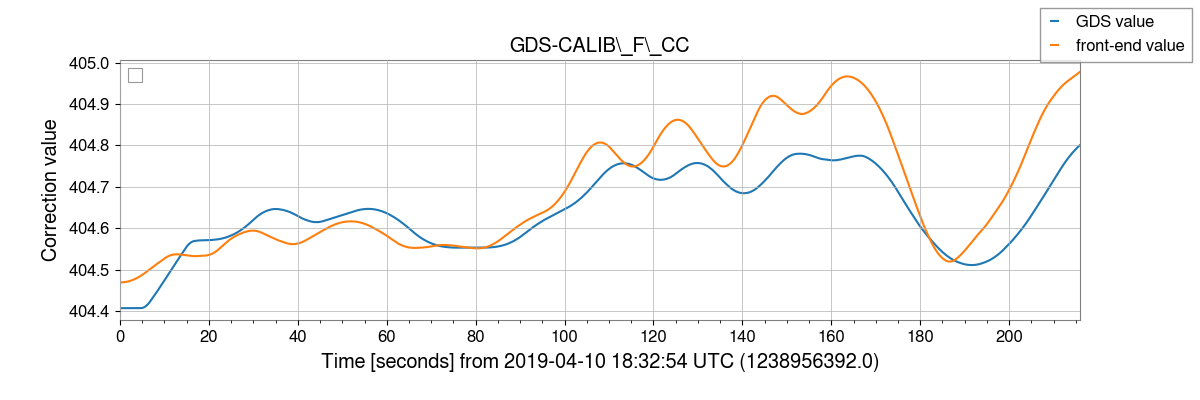 GDS value
front-end value
GDS-CALIB\_F\_CC
405.0
404.9
404.8
404.7
404.6
404.5
404.4
Correction value
0 20 40 60 80 100 120 140 160 180 200
Time [seconds] from 2019-04-10 18:32:54 UTC (1238956392.0)